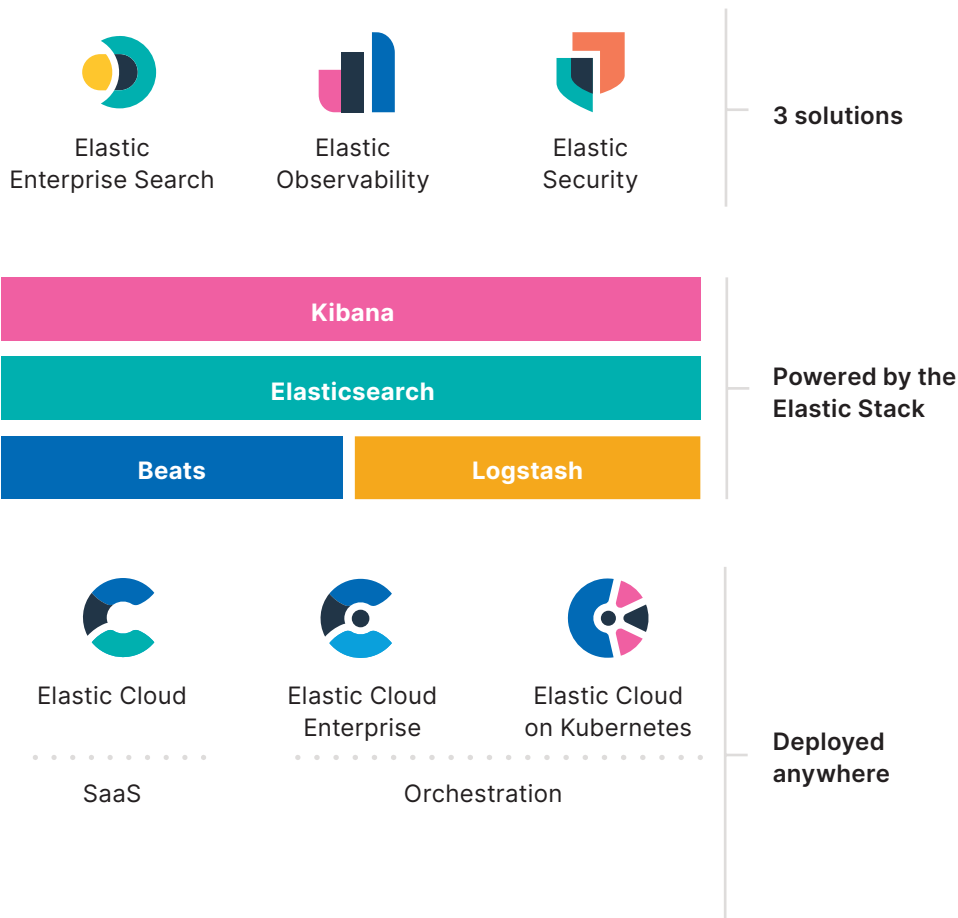 Elastic
Enterprise Search
Elastic
Observability
Elastic
Security
3 solutions
Kibana
Elasticsearch
Beats
Logstash
Powered by the
Elastic Stack
Elastic Cloud
Elastic Cloud
Enterprise
Elastic Cloud
on Kubernetes
SaaS
Orchestration
Deployed
anywhere